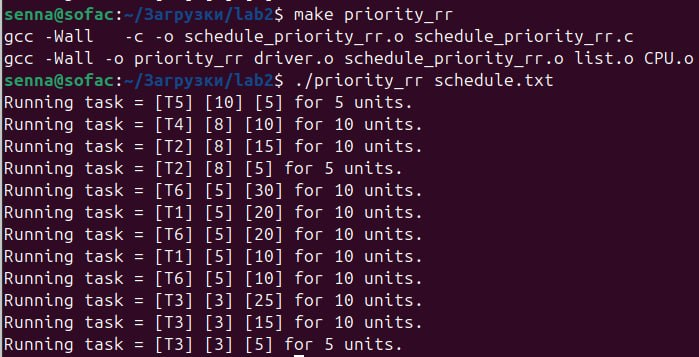 senna@sofac:~/Загрузки/lab2$ make priority_rr
gcc -Wall   -c -o schedule_priority_rr.o schedule_priority_rr.c
gcc -Wall -o priority_rr driver.o schedule_priority_rr.o list.o CPU.o
senna@sofac:~/Загрузки/lab2$ ./priority_rr schedule.txt
Running task = [T5] [10] [5] for 5 units.
Running task = [T4] [8] [10] for 10 units.
Running task = [T2] [8] [15] for 10 units.
Running task = [T2] [8] [5] for 5 units.
Running task = [T6] [5] [30] for 10 units.
Running task = [T1] [5] [20] for 10 units.
Running task = [T6] [5] [20] for 10 units.
Running task = [T1] [5] [10] for 10 units.
Running task = [T6] [5] [10] for 10 units.
Running task = [T3] [3] [25] for 10 units.
Running task = [T3] [3] [15] for 10 units.
Running task = [T3] [3] [5] for 5 units.